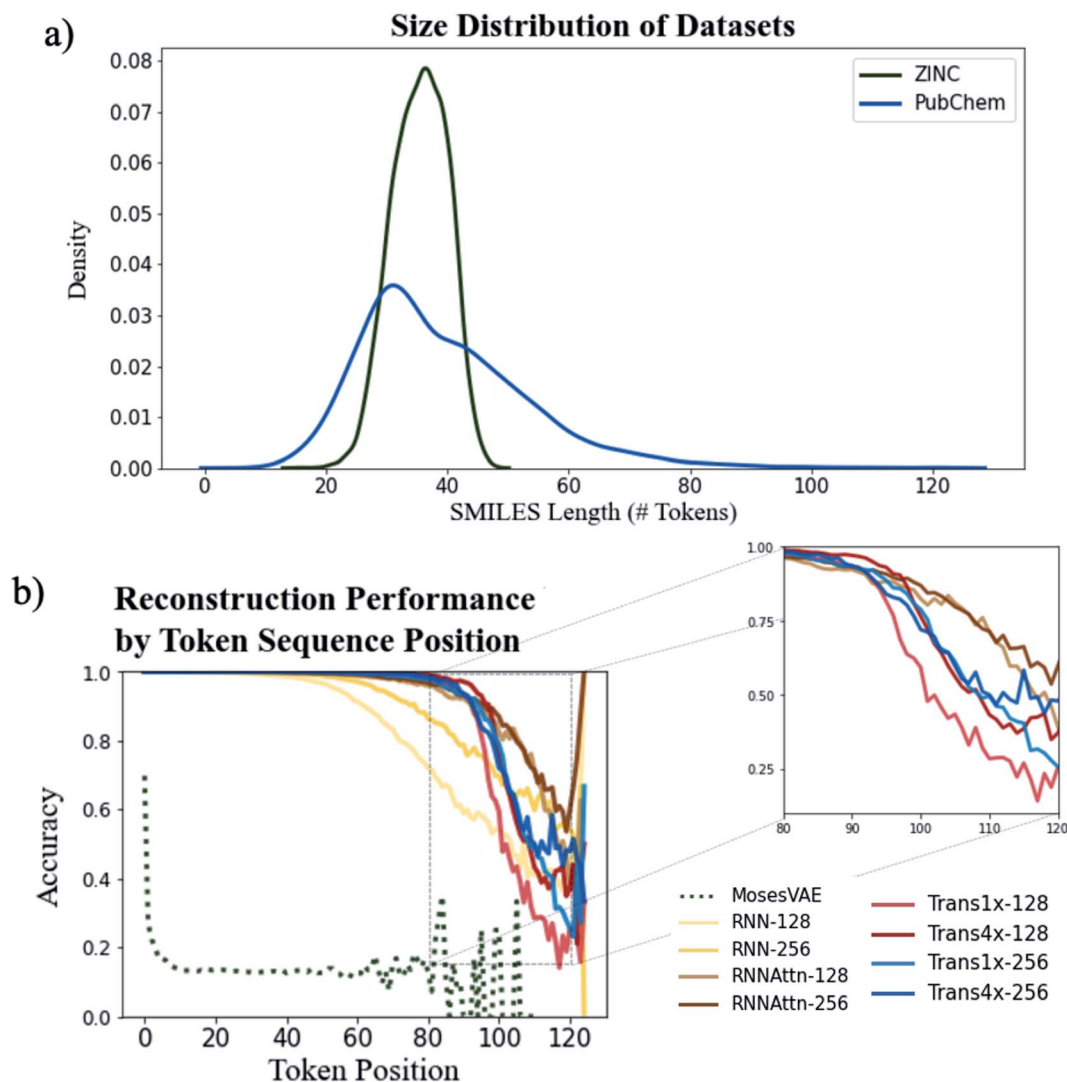 a)
Size Distribution of Datasets
0.08
0.07
0.06
0.05
0.04
0.03
0.02
0.01
0.00
Density
ZINC
PubChem
0 20 40 60 80 100 120
SMILES Length (# Tokens)
b)
Reconstruction Performance
by Token Sequence Position
1.0
0.8
0.6
0.4
0.2
0.0
Accuracy
0 20 40 60 80 100 120
Token Position
1.00
0.75
0.50
0.25
80 90 100 110 120
MosesVAE
RNN-128
RNN-256
RNNAttn-128
RNNAttn-256
Trans1x-128
Trans4x-128
Trans1x-256
Trans4x-256